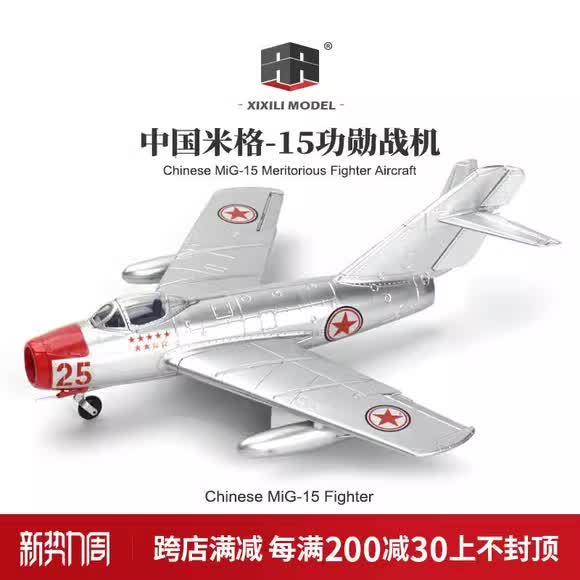 ®
- XIXILI MODEL -
中国米格-15功勋战机
Chinese MiG-15 Meritorious Fighter Aircraft
25
Chinese MiG-15 Fighter
新势力周 跨店满减 每满200减30上不封顶